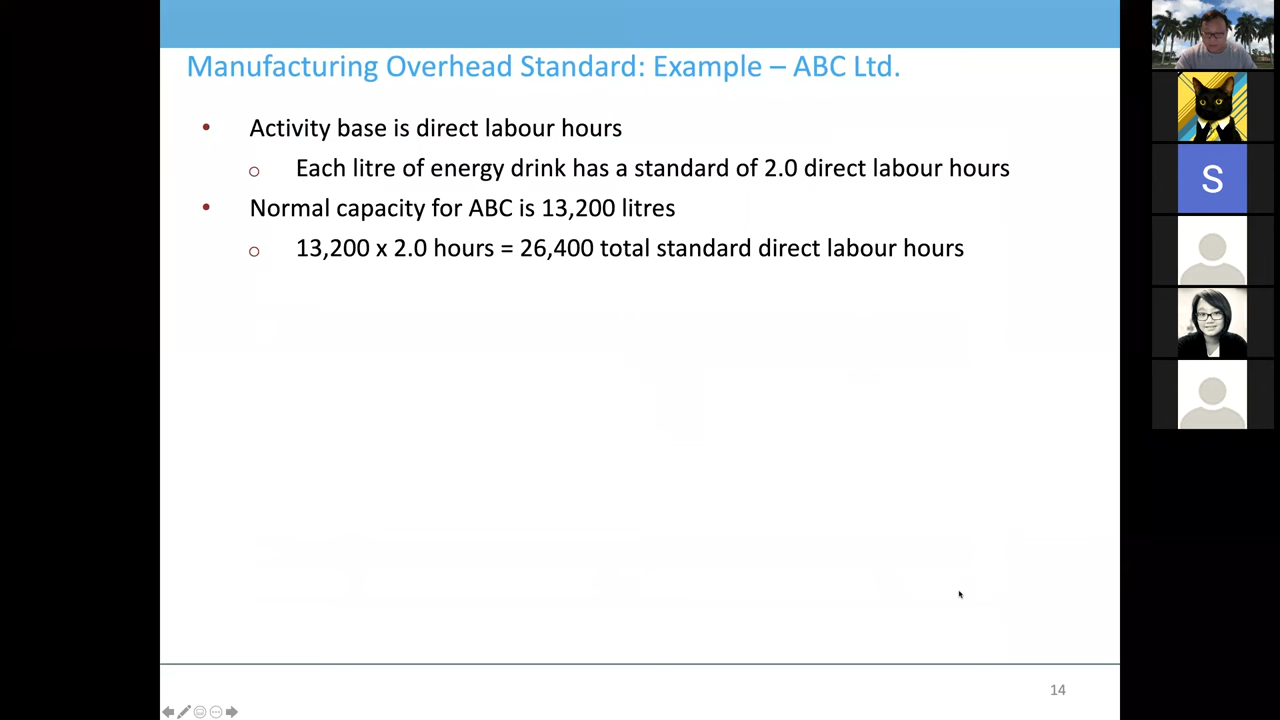 Manufacturing Overhead Standard: Example – ABC Ltd.
• Activity base is direct labour hours
o Each litre of energy drink has a standard of 2.0 direct labour hours
• Normal capacity for ABC is 13,200 litres
o 13,200 x 2.0 hours = 26,400 total standard direct labour hours
14
S